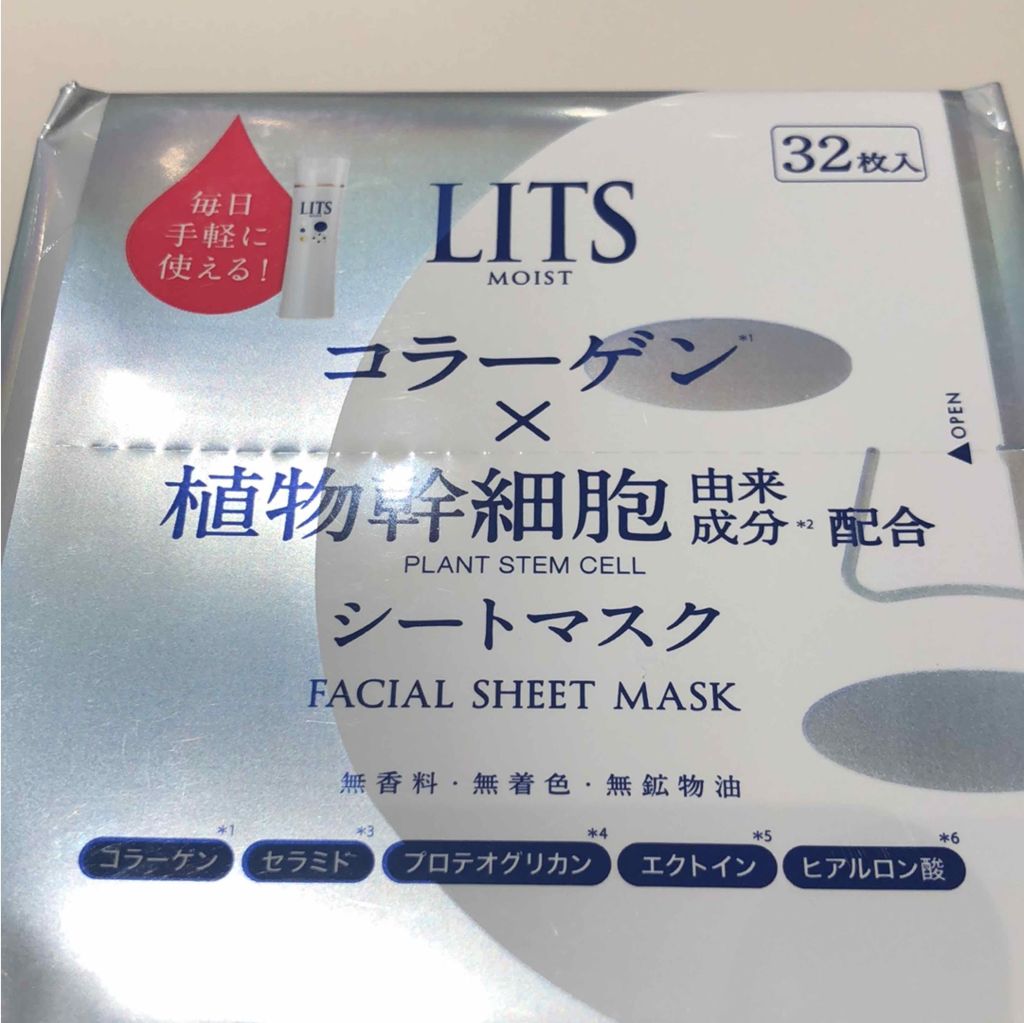 32枚入
毎日
手軽に
使える！
LITS
LITS
MOIST
コラーゲン*1
×
OPEN
植物幹細胞由来成分*2配合
PLANT STEM CELL
シートマスク
FACIAL SHEET MASK
無香料・無着色・無鉱物油
コラーゲン*1 セラミド*3 プロテオグリカン*4 エクトイン*5 ヒアルロン酸*6